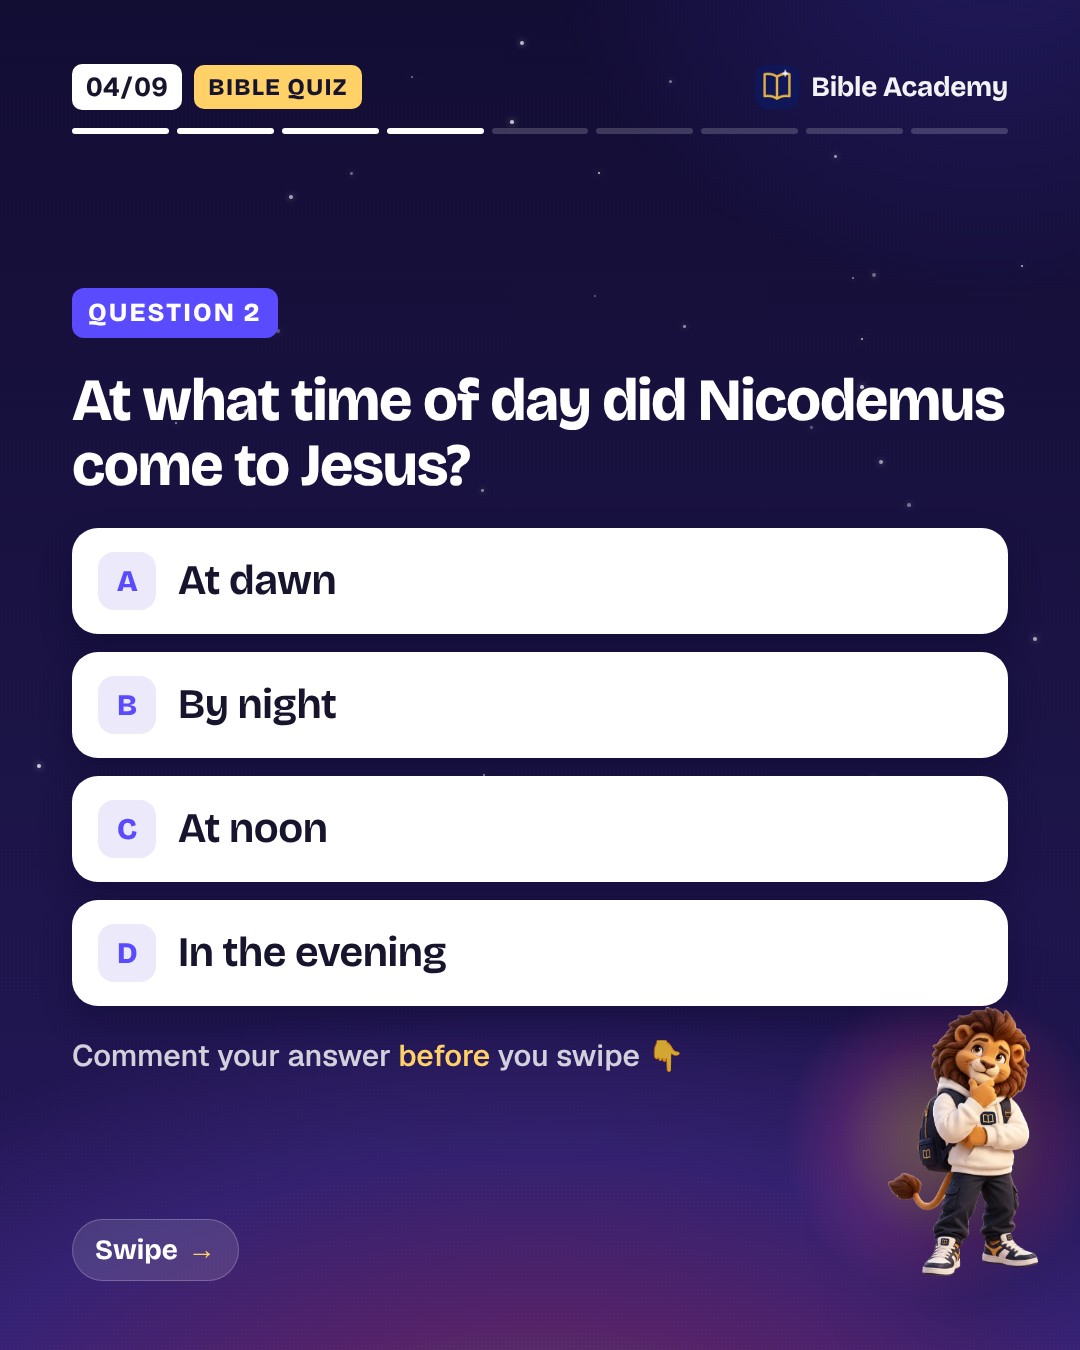 04/09 BIBLE QUIZ
Bible Academy
QUESTION 2
At what time of day did Nicodemus
come to Jesus?
A At dawn
B By night
C At noon
D In the evening
Comment your answer before you swipe 👇
Swipe →